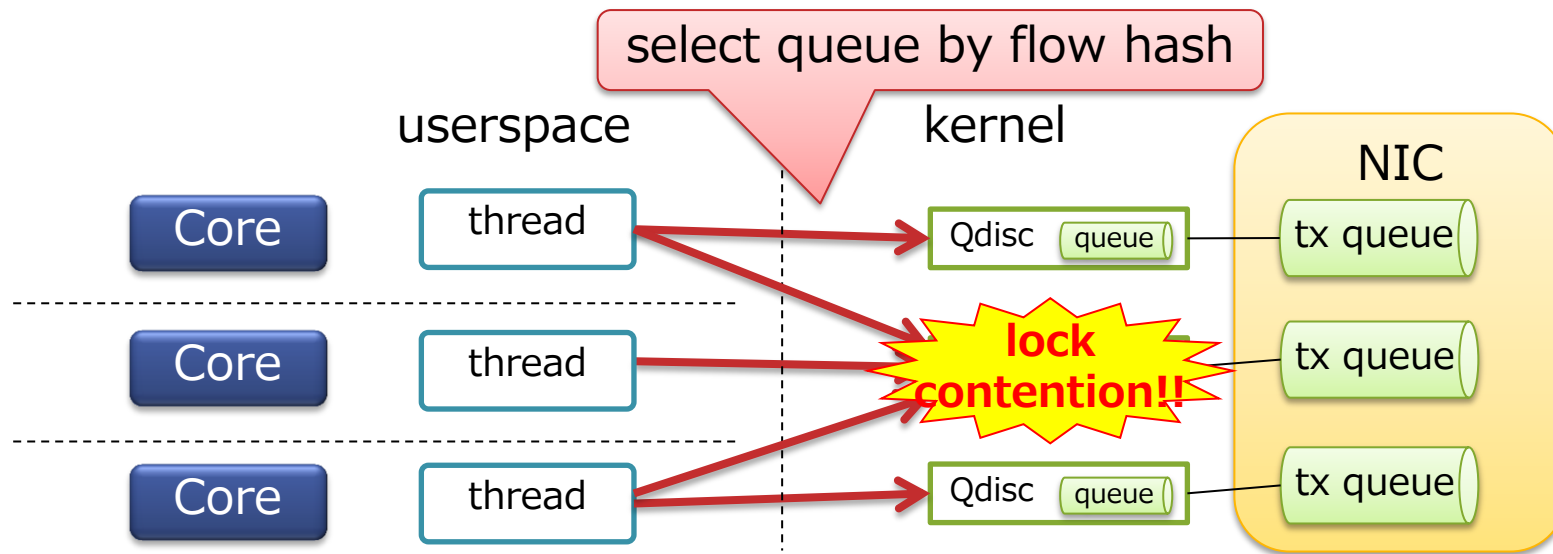 select queue by flow hash
userspace
kernel
NIC
Core
thread
Qdisc
queue
tx queue
Core
thread
lock
contention!!
tx queue
Core
thread
Qdisc
queue
tx queue